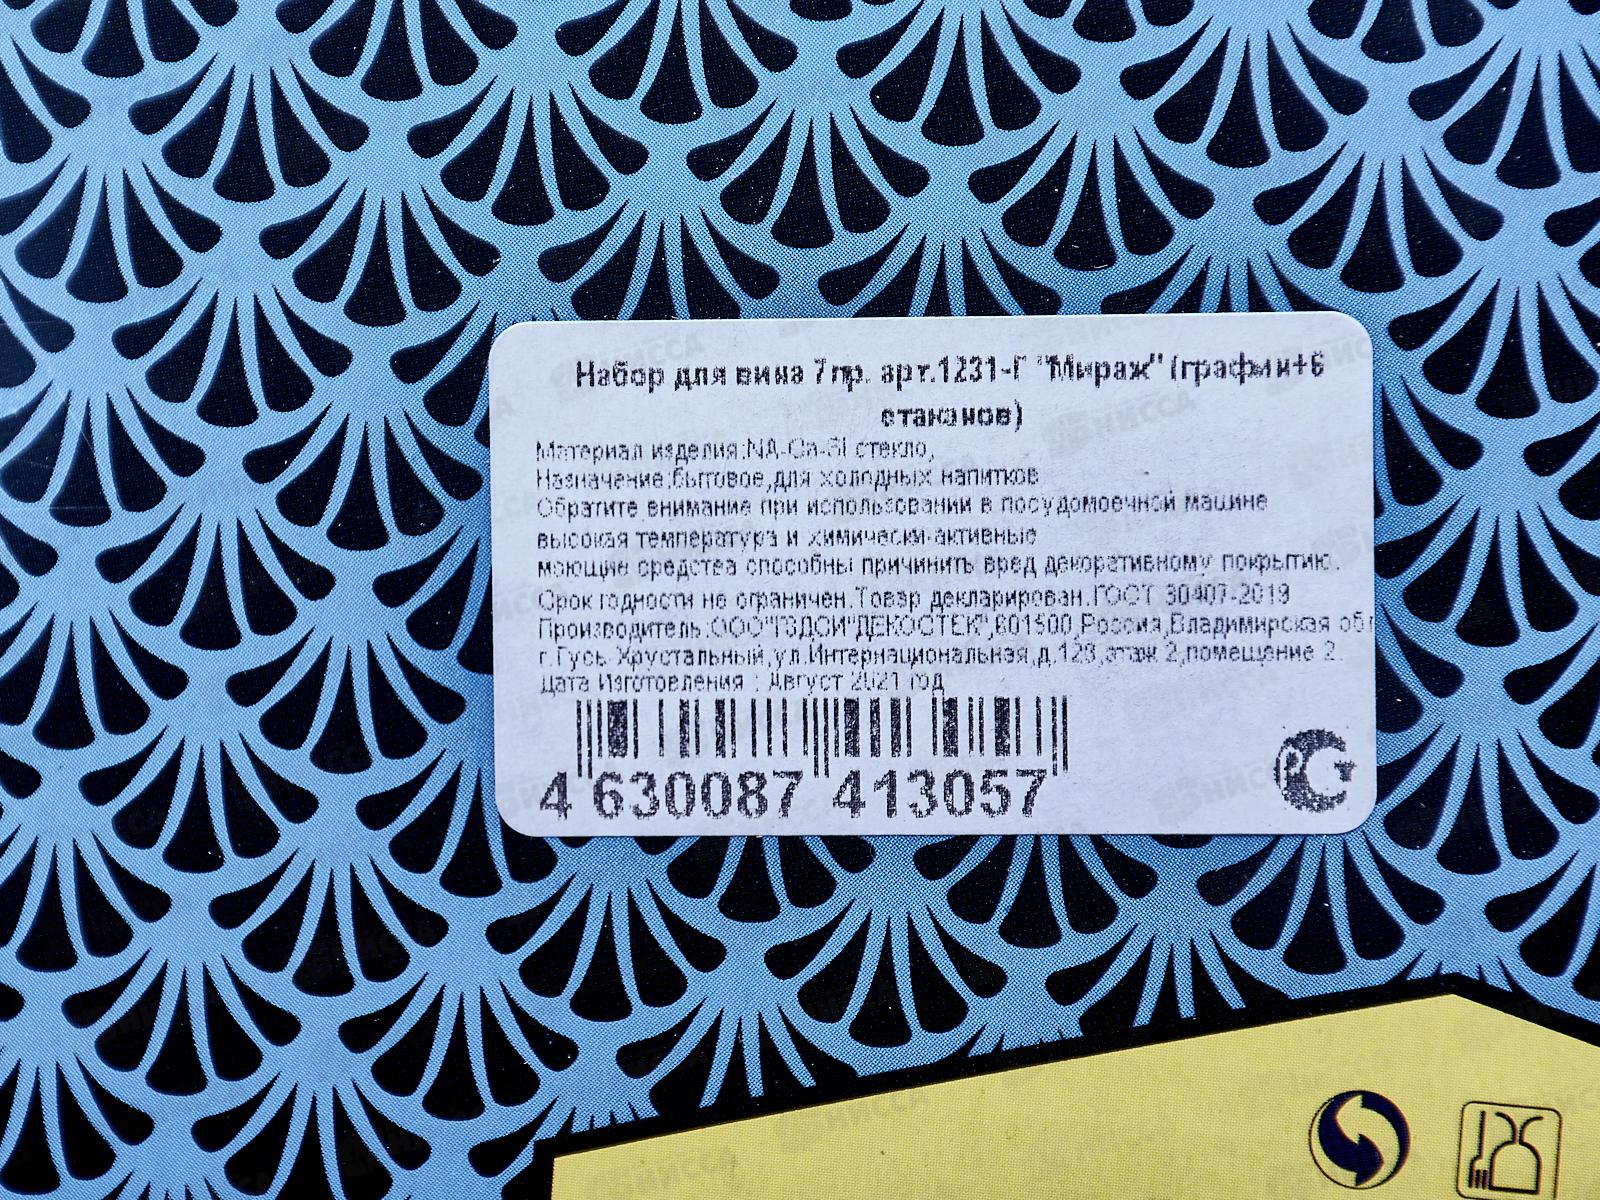 Набор для вина 7пр. арт.1231-Г "Мираж" (графин+6
стаканов)
Материал изделия:NA-Ca-Si стекло,
Назначение:бытовое,для холодных напитков
Обратите внимание при использовании в посудомоечной машине
высокая температура и химически-активные
моющие средства способны причинить вред декоративному покрытию.
Срок годности не ограничен.Товар декларирован.ГОСТ 30407-2019
Производитель:ООО"ГЗДСИ"ДЕКОСТЕК",601500,Россия,Владимирская обл
г.Гусь-Хрустальный,ул.Интернациональная,д.123,этаж 2,помещение 2.
Дата Изготовления : Август 2021 год
4 630087 413057